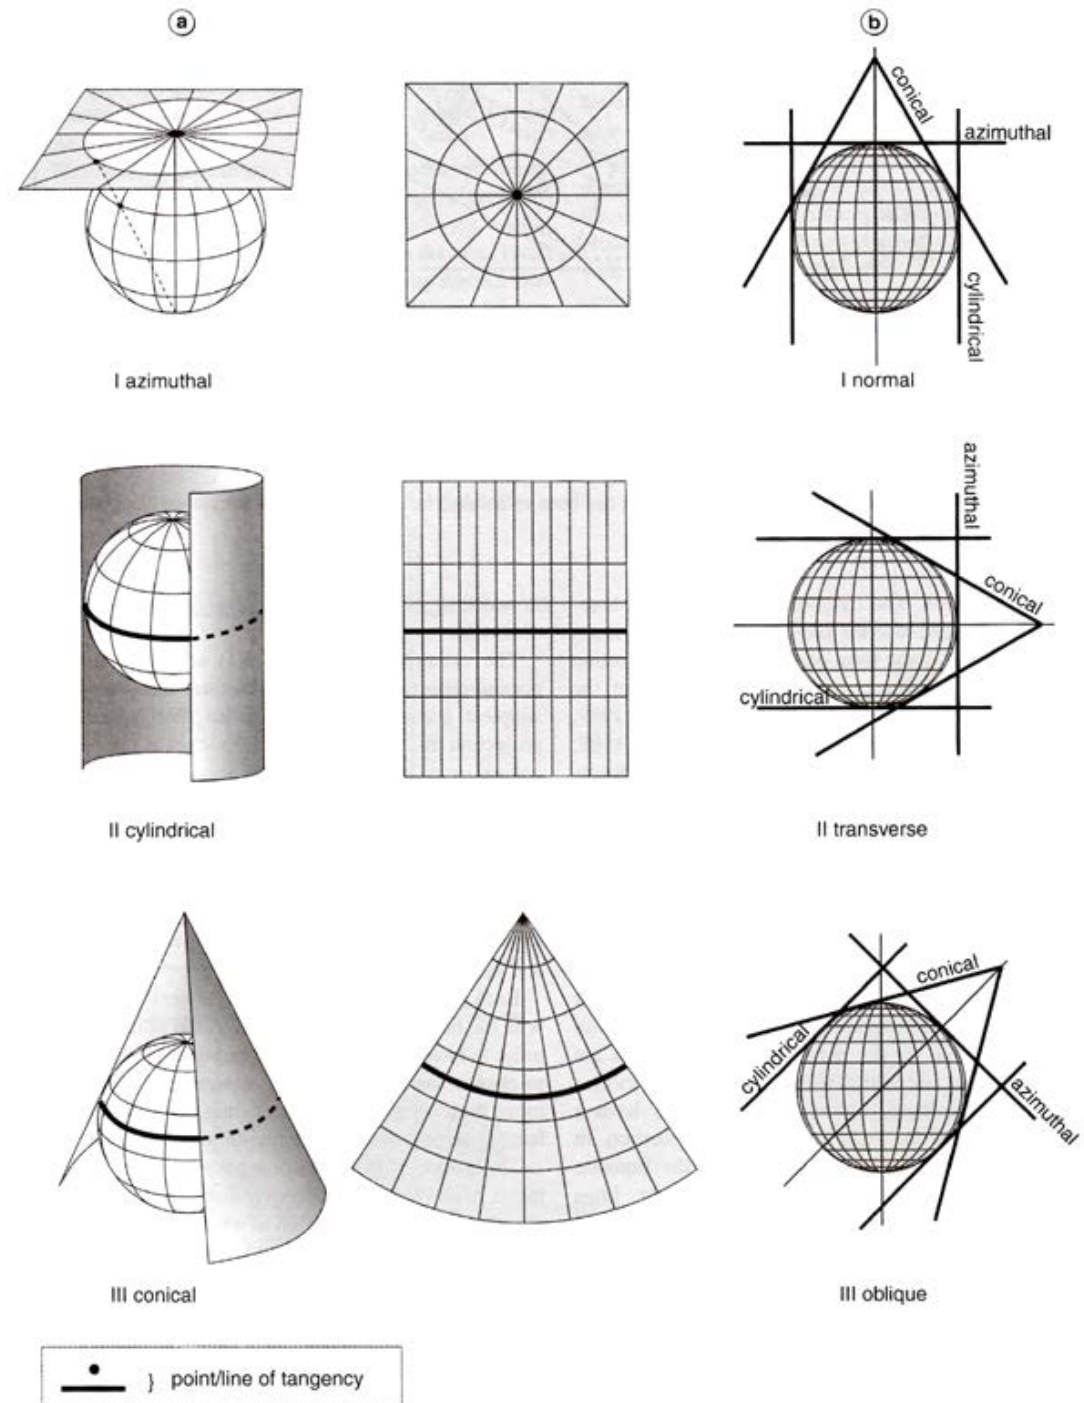 a
b
conical
azimuthal
cylindrical
I azimuthal
I normal
azimuthal
conical
cylindrical
II cylindrical
II transverse
conical
cylindrical
azimuthal
III conical
III oblique
} point/line of tangency